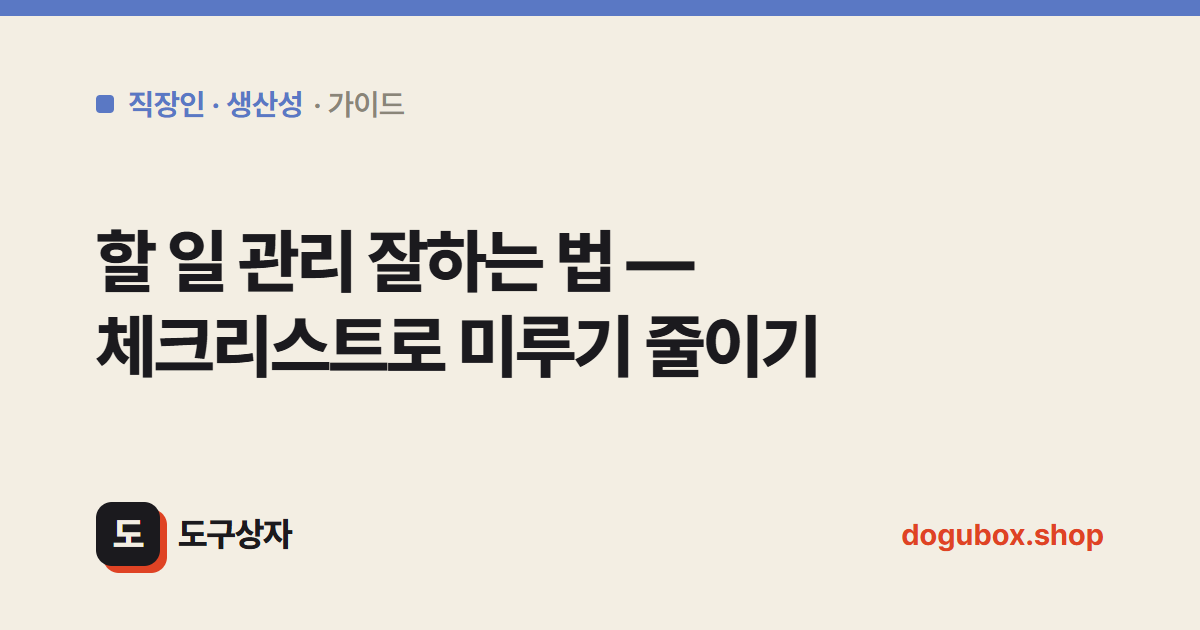 직장인 · 생산성 · 가이드
할 일 관리 잘하는 법 —
체크리스트로 미루기 줄이기
도 도구상자
dogubox.shop